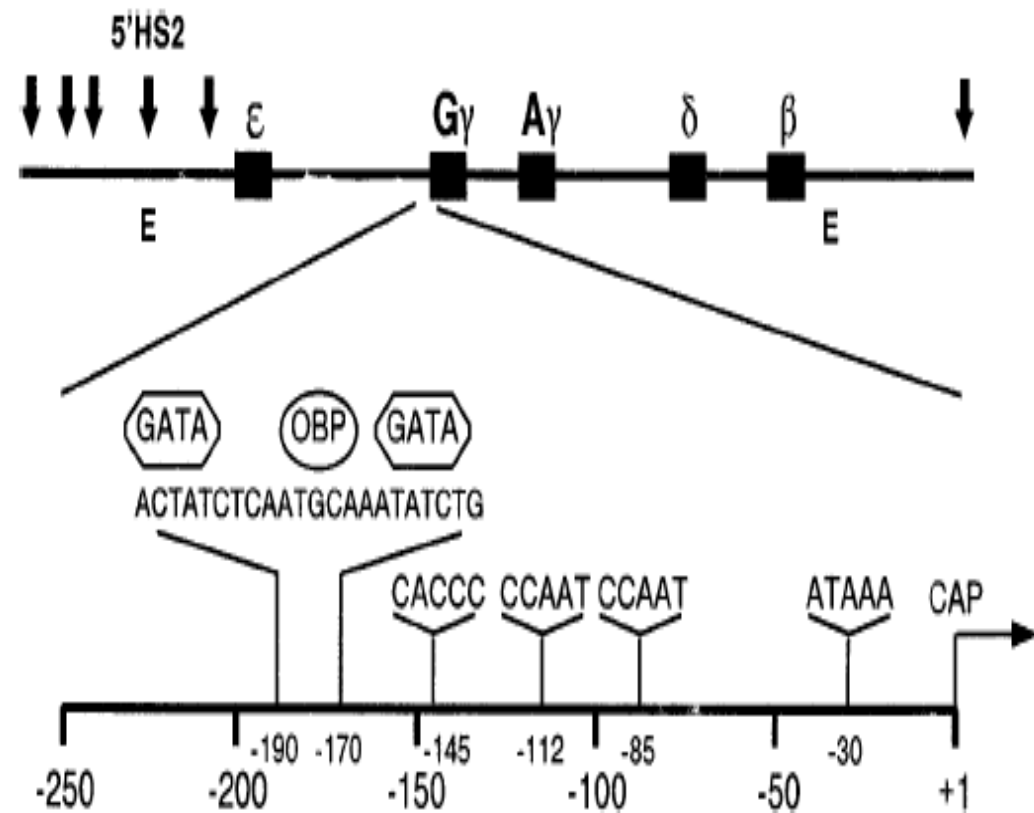 5'HS2
ε Gγ Aγ δ β
E E
GATA OBP GATA
ACTATCTCAATGCAAATATCTG
CACCC CCAAT CCAAT ATAAA CAP
-190 -170 -145 -112 -85 -30
-250 -200 -150 -100 -50 +1